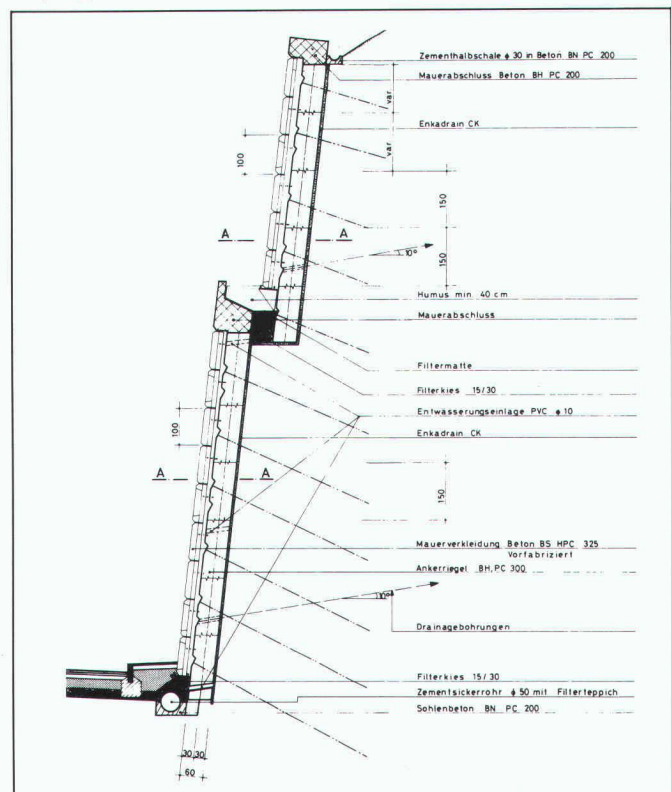 Zementhalbschale ϕ 30 in Beton BN PC 200
Mauerabschluss Beton BH PC 200
var
Enkadrain CK
var
100
150
A A
150
10°
Humus min. 40 cm
Mauerabschluss
Filtermatte
Filterkies 15/30
Entwässerungseinlage PVC ϕ 10
100
Enkadrain CK
A A
150
Mauerverkleidung Beton BS HPC 325
Vorfabriziert
Ankerriegel BH, PC 300
10°
Drainagebohrungen
Filterkies 15/30
Zementsickerrohr ϕ 50 mit Filterteppich
Sohlenbeton BN PC 200
30 30
60